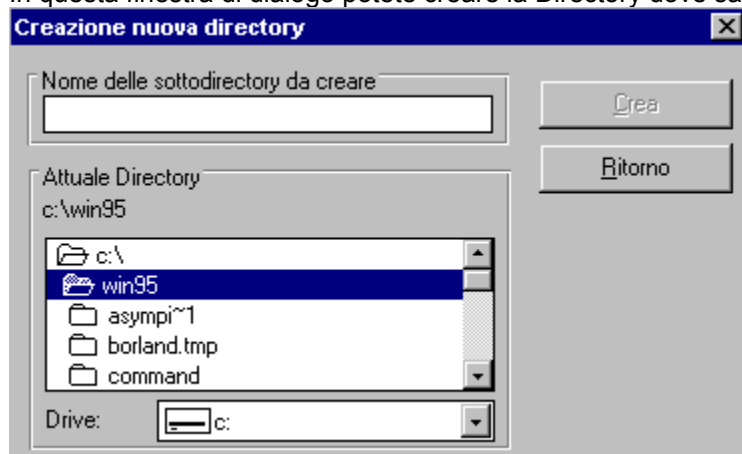 In questa finestra di dialogo potete creare la Directory dove sa
Creazione nuova directory
Nome delle sottodirectory da creare
Crea
Ritorno
Attuale Directory
c:\win95
c:\
win95
asympi~1
borland.tmp
command
Drive:
c: